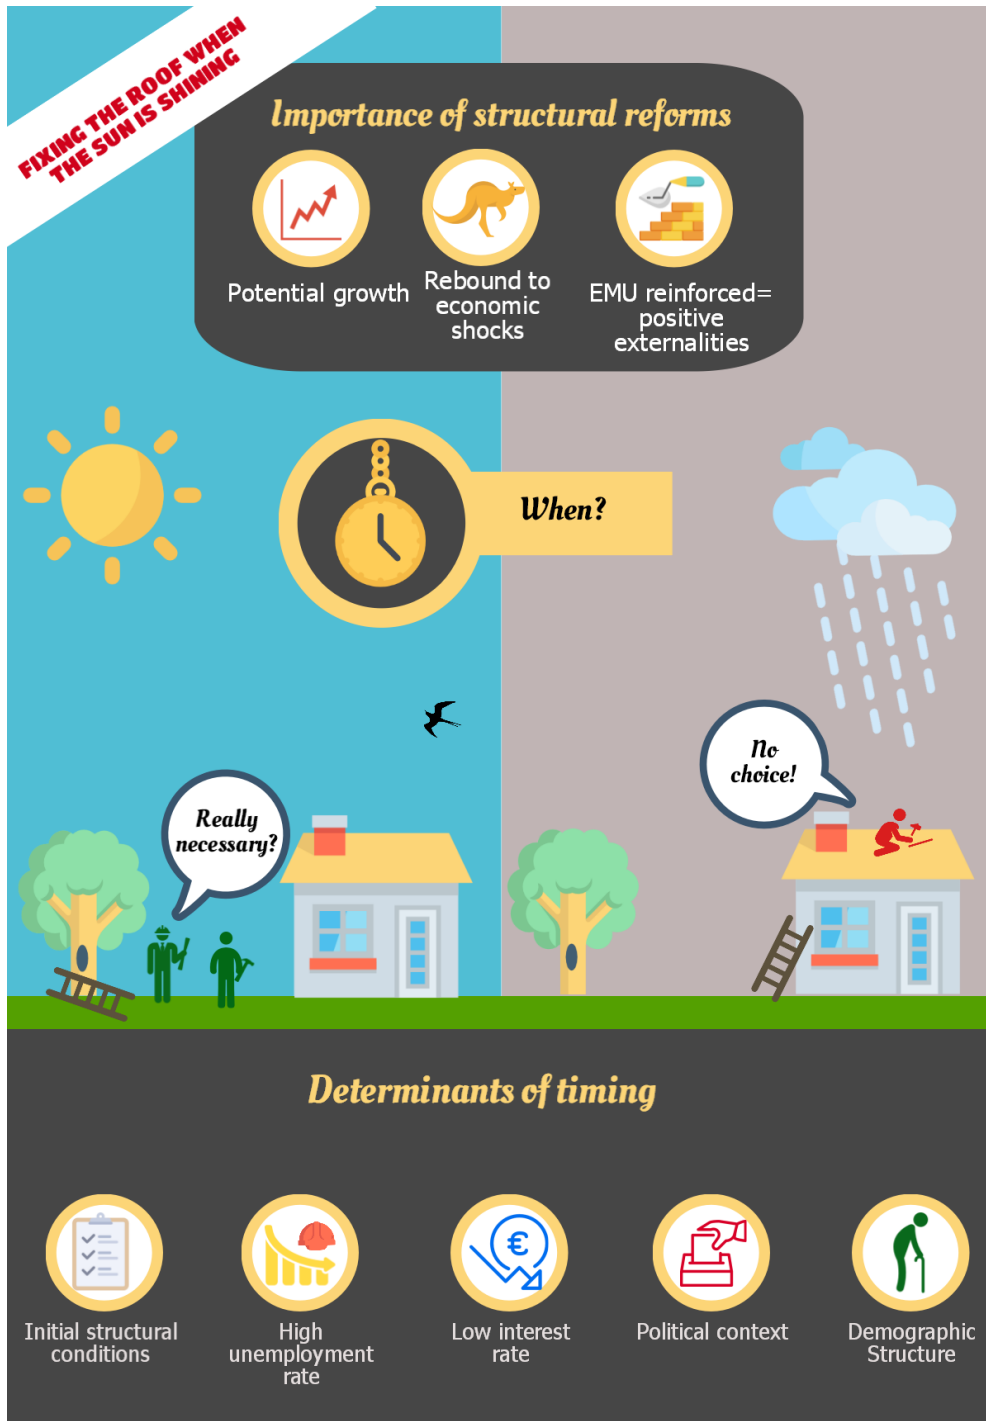 FIXING THE ROOF WHEN
THE SUN IS SHINING
Importance of structural reforms
Potential growth
Rebound to
economic
shocks
EMU reinforced=
positive
externalities
When?
No
choice!
Really
necessary?
Determinants of timing
Initial structural
conditions
High
unemployment
rate
Low interest
rate
Political context
Demographic
Structure